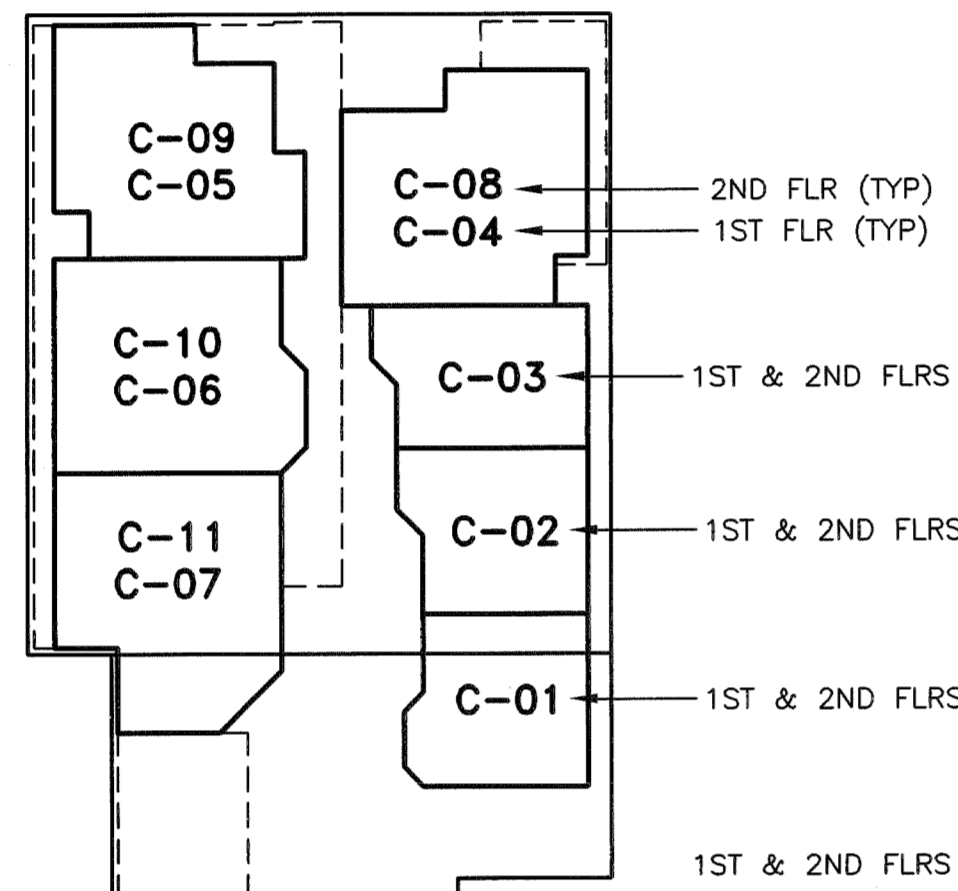 C-09
C-05
C-08
2ND FLR (TYP)
C-04
1ST FLR (TYP)
C-10
C-06
C-03
1ST & 2ND FLRS
C-11
C-07
C-02
1ST & 2ND FLRS
C-01
1ST & 2ND FLRS
1ST & 2ND FLRS